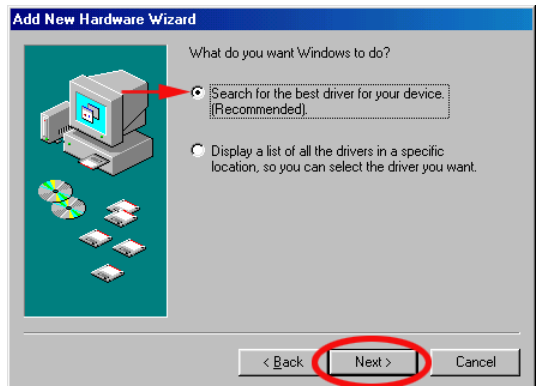 Add New Hardware Wizard
What do you want Windows to do?
Search for the best driver for your device.
(Recommended).
Display a list of all the drivers in a specific
location, so you can select the driver you want.
< Back
Next >
Cancel